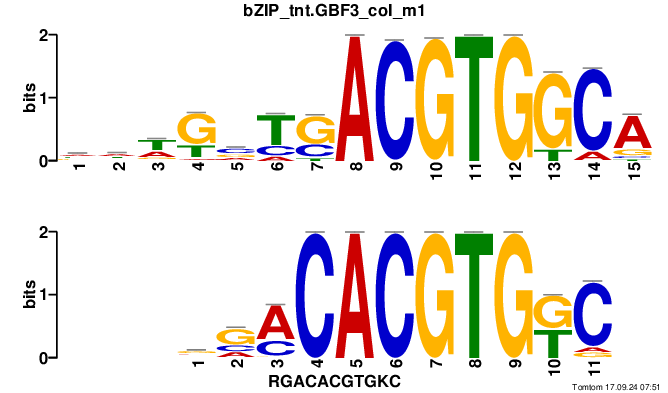 bZIP_tnt.GBF3_col_m1
2
bits
1
0
TGTGACGTGGCA
1 2 3 4 5 6 7 8 9 10 11 12 13 14 15
2
bits
1
0
GACACGTGGC
1 2 3 4 5 6 7 8 9 10 11
RGACACGTGKC
Tomtom 17.09.24 07:51